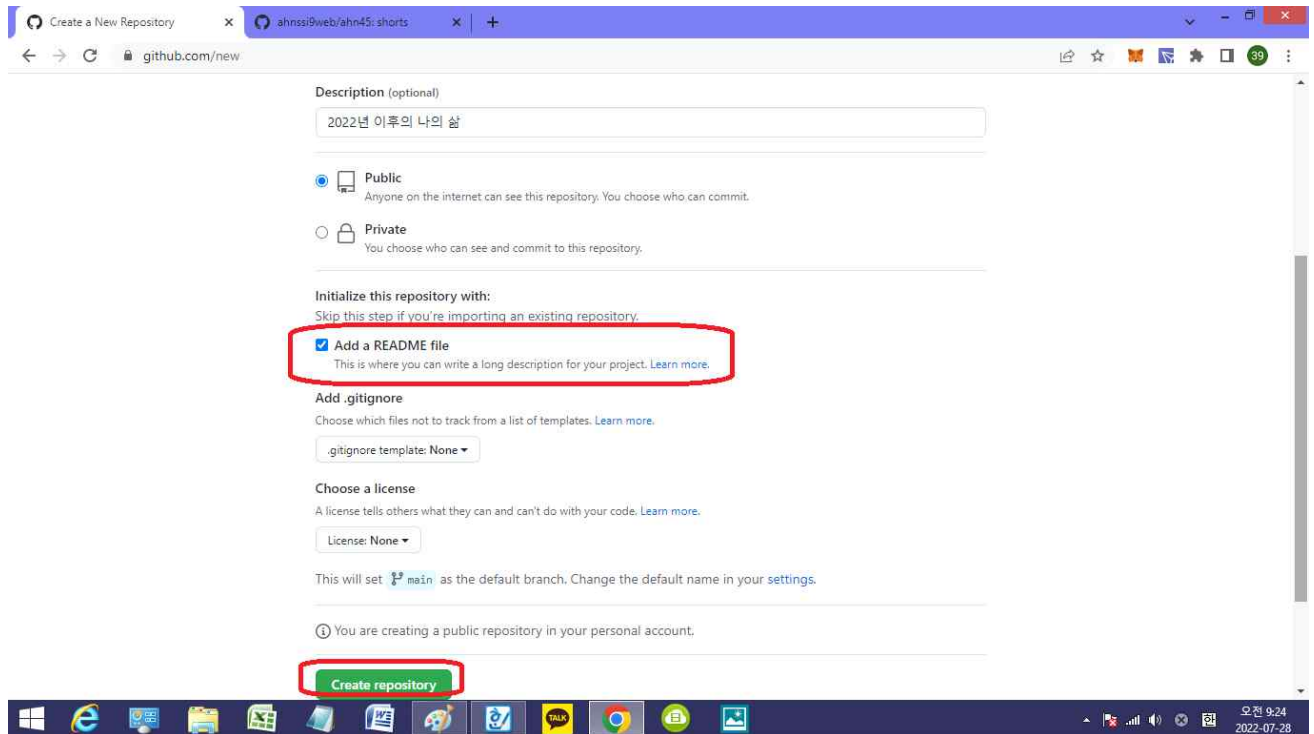 Create a New Repository
ahnssi9web/ahn45: shorts
github.com/new
39
Description (optional)
2022년 이후의 나의 삶
Public
Anyone on the internet can see this repository. You choose who can commit.
Private
You choose who can see and commit to this repository.
Initialize this repository with:
Skip this step if you're importing an existing repository.
Add a README file
This is where you can write a long description for your project. Learn more.
Add .gitignore
Choose which files not to track from a list of templates. Learn more.
.gitignore template: None
Choose a license
A license tells others what they can and can't do with your code. Learn more.
License: None
This will set main as the default branch. Change the default name in your settings.
You are creating a public repository in your personal account.
Create repository
TALK
한
오전 9:24
2022-07-28